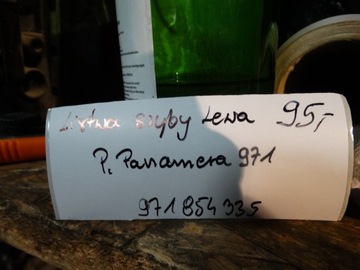 Listwa szyby Lewa 95,-
P. Panamera 971
971 854 335